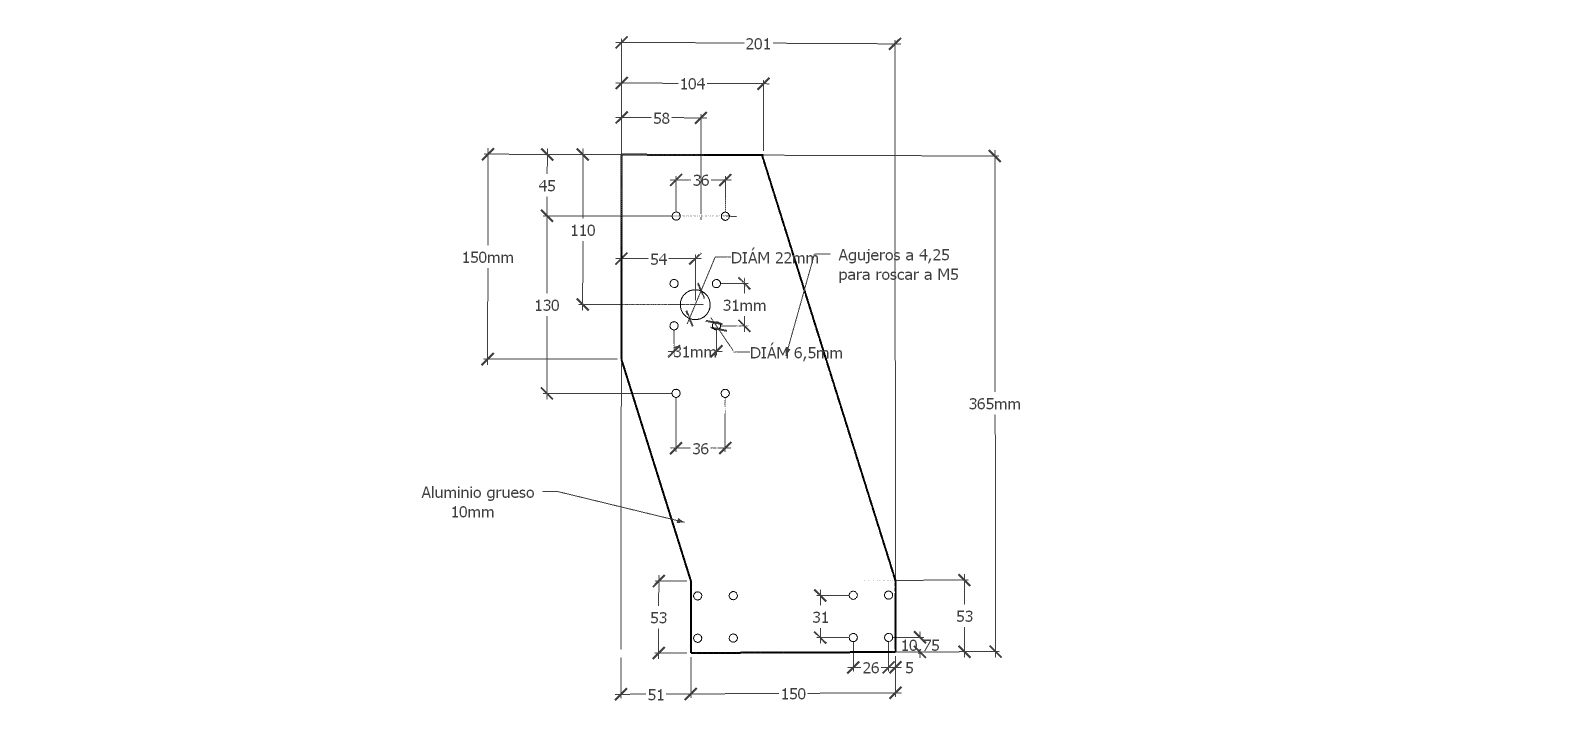 201
104
58
45
36
110
150mm
54
DIÁM 22mm
Agujeros a 4,25
para roscar a M5
130
31mm
31mm
DIÁM 6,5mm
365mm
36
Aluminio grueso
10mm
53
31
53
10,75
26
5
51
150